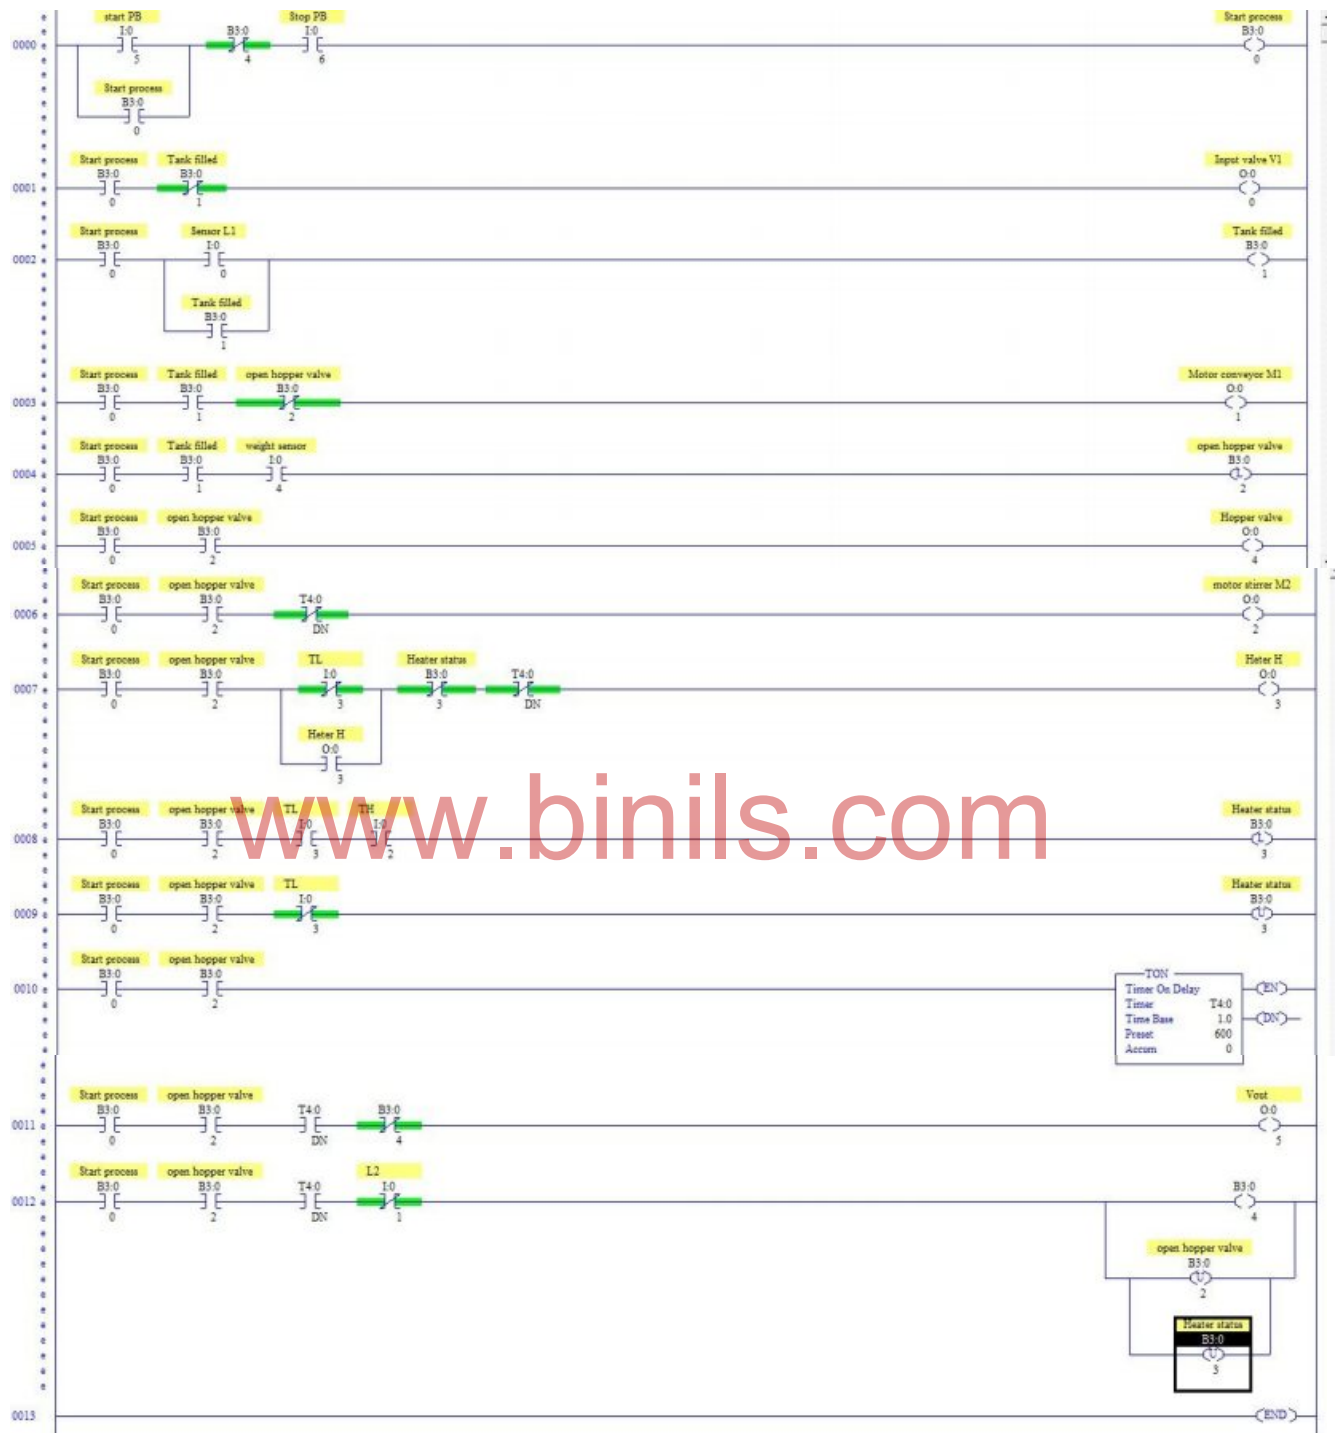 start PB Stop PB Start process
I:0 B3:0 I:0 B3:0
0000
5 4 6 0
Start process
B3:0
0
Start process Tank filled Input valve V1
B3:0 B3:0 O:0
0001
0 1 0
Start process Sensor L1 Tank filled
B3:0 I:0 B3:0
0002
0 0 1
Tank filled
B3:0
1
Start process Tank filled open hopper valve Motor conveyor M1
B3:0 B3:0 B3:0 O:0
0003
0 1 2 1
Start process Tank filled weight sensor open hopper valve
B3:0 B3:0 I:0 B3:0
0004 L
0 1 4 2
Start process open hopper valve Hopper valve
B3:0 B3:0 O:0
0005
0 2 4
Start process open hopper valve motor stirrer M2
B3:0 B3:0 T4:0 O:0
0006
0 2 DN 2
Start process open hopper valve TL Heater status Heter H
B3:0 B3:0 I:0 B3:0 T4:0 O:0
0007
0 2 3 3 DN 3
Heter H
O:0
3
www.binils.com
Start process open hopper valve TL TH Heater status
B3:0 B3:0 I:0 I:0 B3:0
0008 L
0 2 3 2 3
Start process open hopper valve TL Heater status
B3:0 B3:0 I:0 B3:0
0009 U
0 2 3 3
Start process open hopper valve
B3:0 B3:0 TON
0010 Timer On Delay EN
0 2 Timer T4:0
Time Base 1.0 DN
Preset 600
Accum 0
Start process open hopper valve Vout
B3:0 B3:0 T4:0 B3:0 O:0
0011
0 2 DN 4 5
Start process open hopper valve L2
B3:0 B3:0 T4:0 I:0 B3:0
0012
0 2 DN 1 4
open hopper valve
B3:0
U
2
Heater status
B3:0
U
3
0013 END